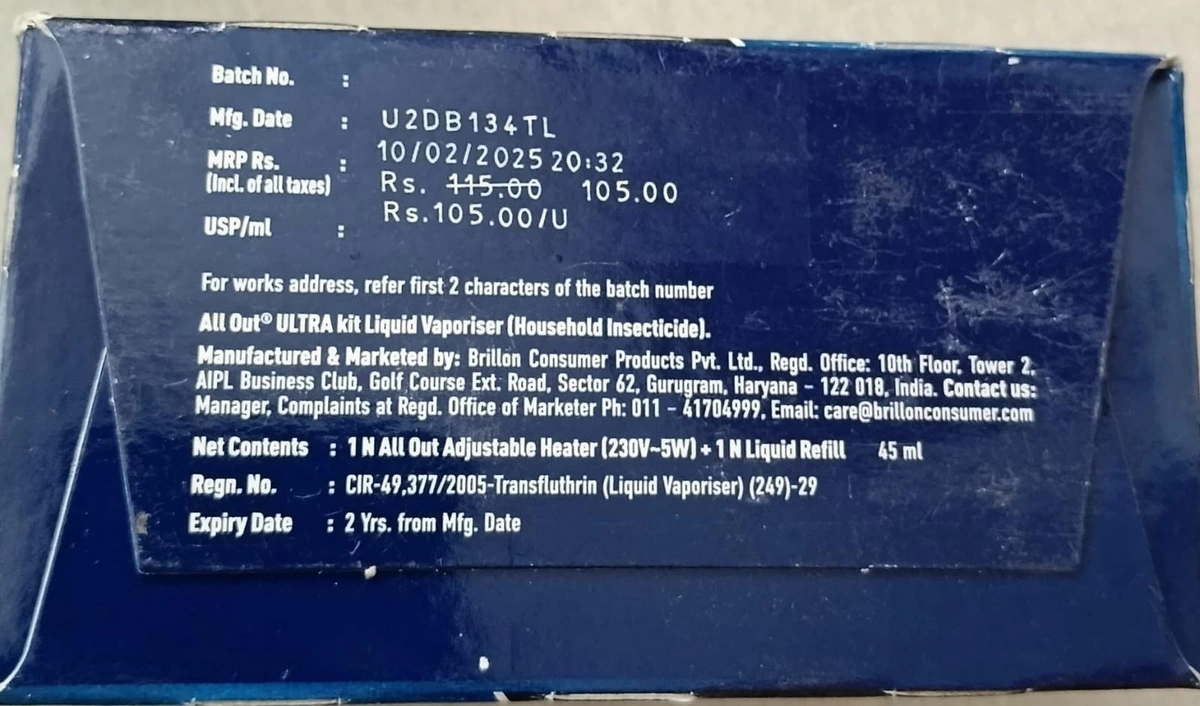 Batch No. :
Mfg. Date : U2DB134TL
MRP Rs. : 10/02/2025 20:32
(Incl. of all taxes) Rs. 115.00 105.00
USP/ml : Rs.105.00/U
For works address, refer first 2 characters of the batch number
All Out® ULTRA kit Liquid Vaporiser (Household Insecticide).
Manufactured & Marketed by: Brillon Consumer Products Pvt. Ltd., Regd. Office: 10th Floor, Tower 2,
AIPL Business Club, Golf Course Ext. Road, Sector 62, Gurugram, Haryana – 122 018, India. Contact us:
Manager, Complaints at Regd. Office of Marketer Ph: 011 – 41704999, Email: care@brillonconsumer.com
Net Contents : 1 N All Out Adjustable Heater (230V~5W) + 1 N Liquid Refill 45 ml
Regn. No. : CIR-49,377/2005-Transfluthrin (Liquid Vaporiser) (249)-29
Expiry Date : 2 Yrs. from Mfg. Date